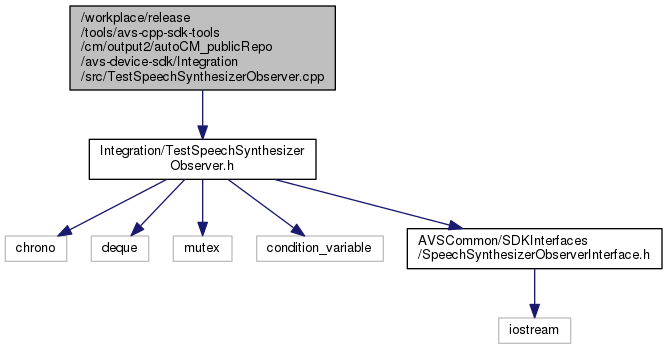 /workplace/release
/tools/avs-cpp-sdk-tools
/cm/output2/autoCM_publicRepo
/avs-device-sdk/Integration
/src/TestSpeechSynthesizerObserver.cpp
Integration/TestSpeechSynthesizer
Observer.h
chrono
deque
mutex
condition_variable
AVSCommon/SDKInterfaces
/SpeechSynthesizerObserverInterface.h
iostream